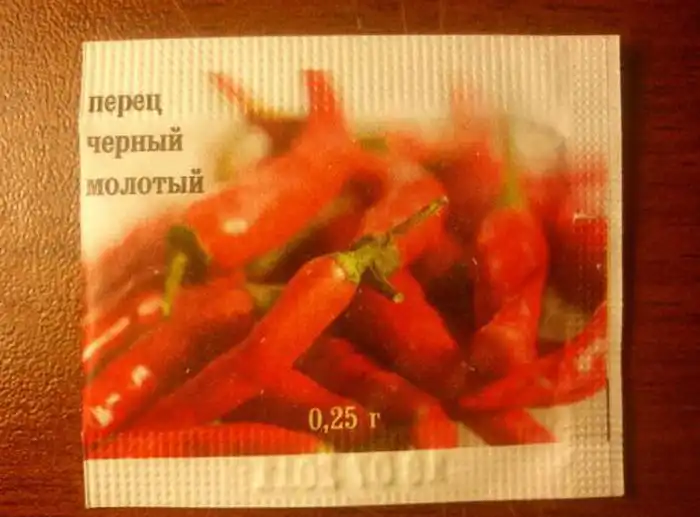 перец
черный
молотый
0,25 г